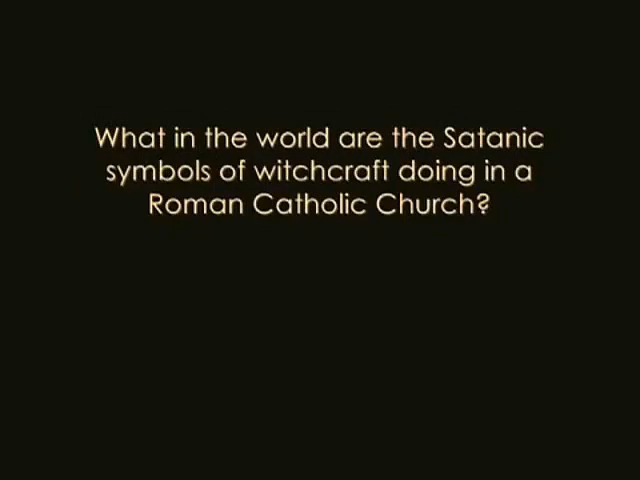 What in the world are the Satanic
symbols of witchcraft doing in a
Roman Catholic Church?